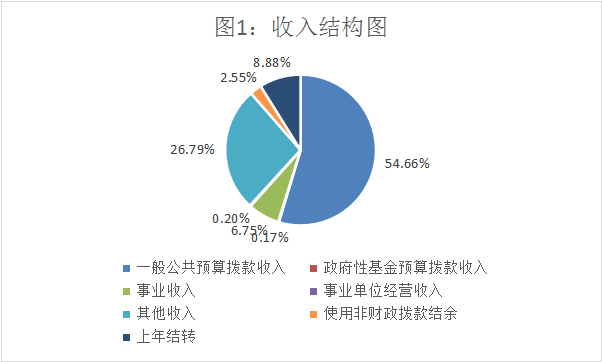 图1：收入结构图
8.88%
2.55%
26.79%
54.66%
0.20%
6.75%
0.17%
一般公共预算拨款收入 政府性基金预算拨款收入
事业收入 事业单位经营收入
其他收入 使用非财政拨款结余
上年结转